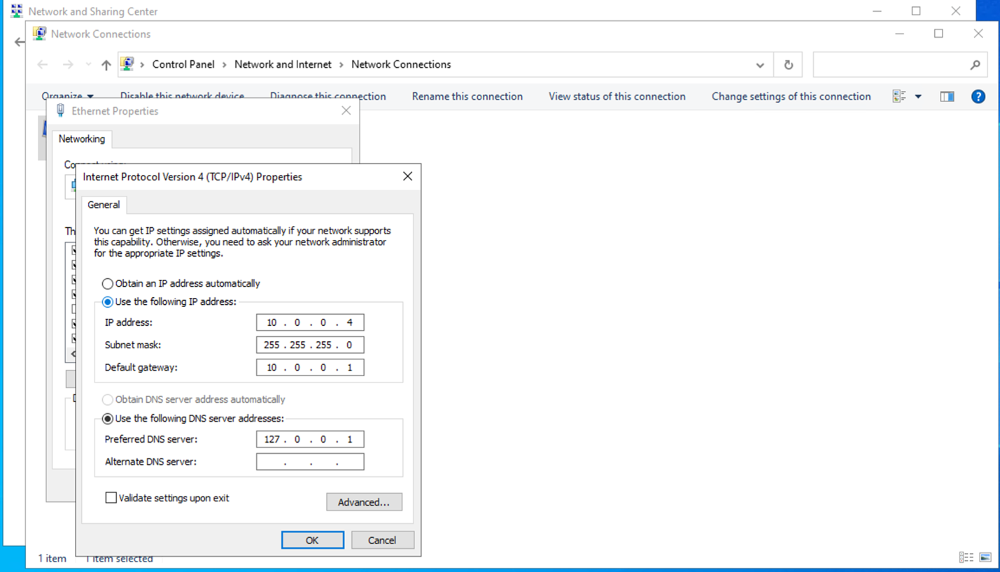 Network and Sharing Center
Network Connections
Control Panel > Network and Internet > Network Connections
Organize Disable this network device Diagnose this connection Rename this connection View status of this connection Change settings of this connection ?
Ethernet Properties
Networking
Connect using:
Internet Protocol Version 4 (TCP/IPv4) Properties
General
Th
You can get IP settings assigned automatically if your network supports
this capability. Otherwise, you need to ask your network administrator
for the appropriate IP settings.
Obtain an IP address automatically
Use the following IP address:
IP address: 10 . 0 . 0 . 4
Subnet mask: 255 . 255 . 255 . 0
Default gateway: 10 . 0 . 0 . 1
Obtain DNS server address automatically
Use the following DNS server addresses:
Preferred DNS server: 127 . 0 . 0 . 1
Alternate DNS server: . . .
Validate settings upon exit
Advanced...
OK Cancel
1 item 1 item selected